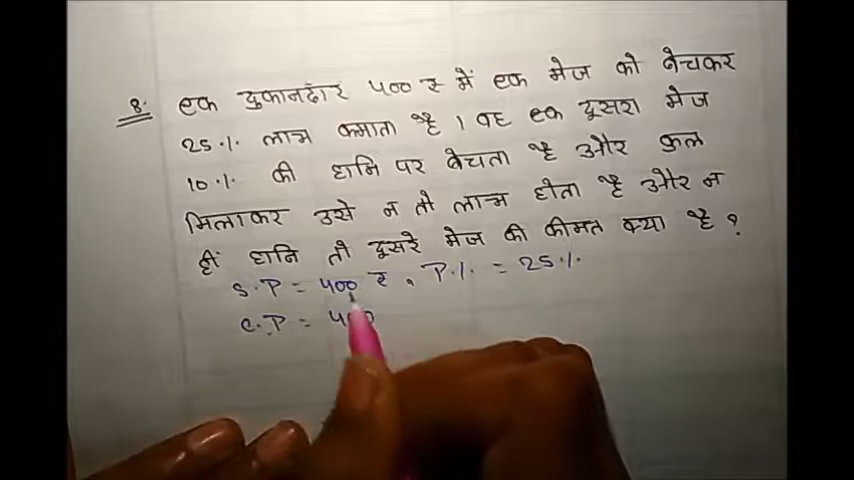 8. एक दुकानदार 400 रु में एक मेज को बेचकर
25% लाभ कमाता है। वह एक दूसरा मेज
10% की हानि पर बेचता है और कुल
मिलाकर उसे न तो लाभ होता है और न
ही हानि तो दूसरे मेज की कीमत क्या है?
S.P = 400 रु, P% = 25%
C.P = 400